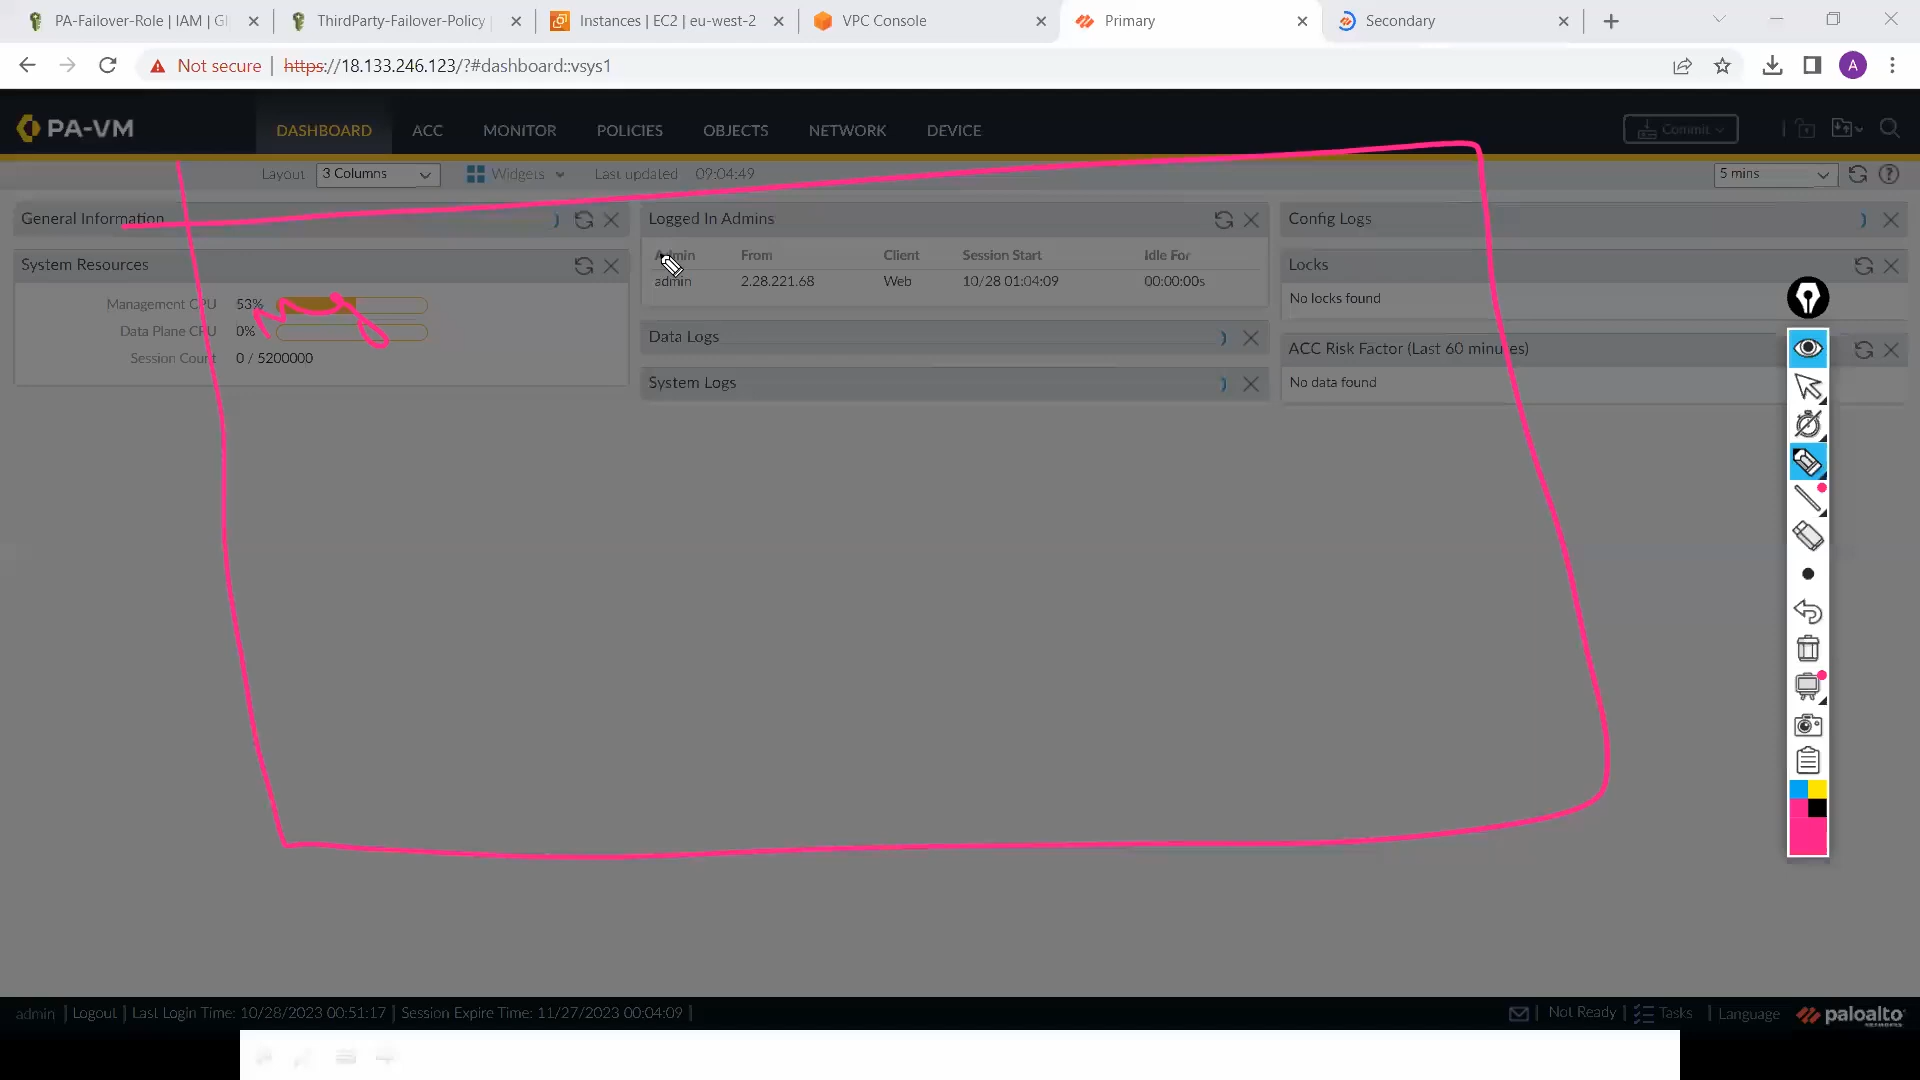 PA-Failover-Role | IAM | Gl
ThirdParty-Failover-Policy |
Instances | EC2 | eu-west-2
VPC Console
Primary
Secondary
Not secure | https://18.133.246.123/?#dashboard::vsys1
A
PA-VM
DASHBOARD
ACC
MONITOR
POLICIES
OBJECTS
NETWORK
DEVICE
Commit
Layout
3 Columns
Widgets
Last updated 09:04:49
5 mins
General Information
System Resources
Management CPU 53%
Data Plane CPU 0%
Session Count 0 / 5200000
Logged In Admins
Admin From Client Session Start Idle For
admin 2.28.221.68 Web 10/28 01:04:09 00:00:00s
Data Logs
System Logs
Config Logs
Locks
No locks found
ACC Risk Factor (Last 60 minutes)
No data found
admin | Logout | Last Login Time: 10/28/2023 00:51:17 | Session Expire Time: 11/27/2023 00:04:09 |
| Not Ready | Tasks | Language
paloalto
NETWORKS